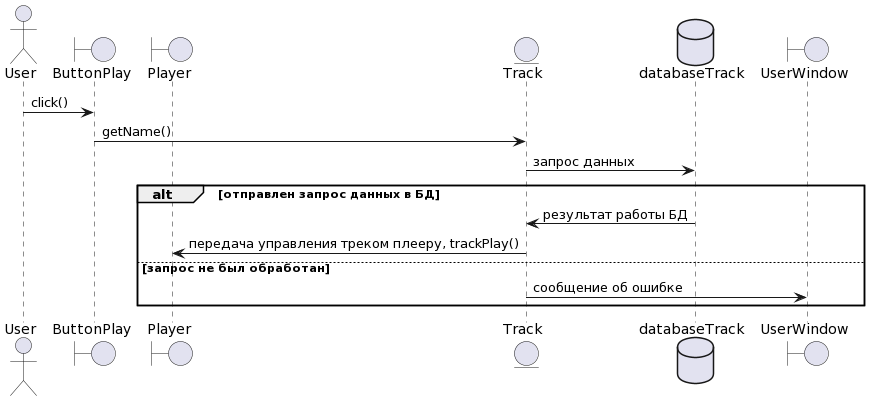 User ButtonPlay Player Track databaseTrack UserWindow
click()
getName()
запрос данных
alt [отправлен запрос данных в БД]
результат работы БД
передача управления треком плееру, trackPlay()
[запрос не был обработан]
сообщение об ошибке
User ButtonPlay Player Track databaseTrack UserWindow